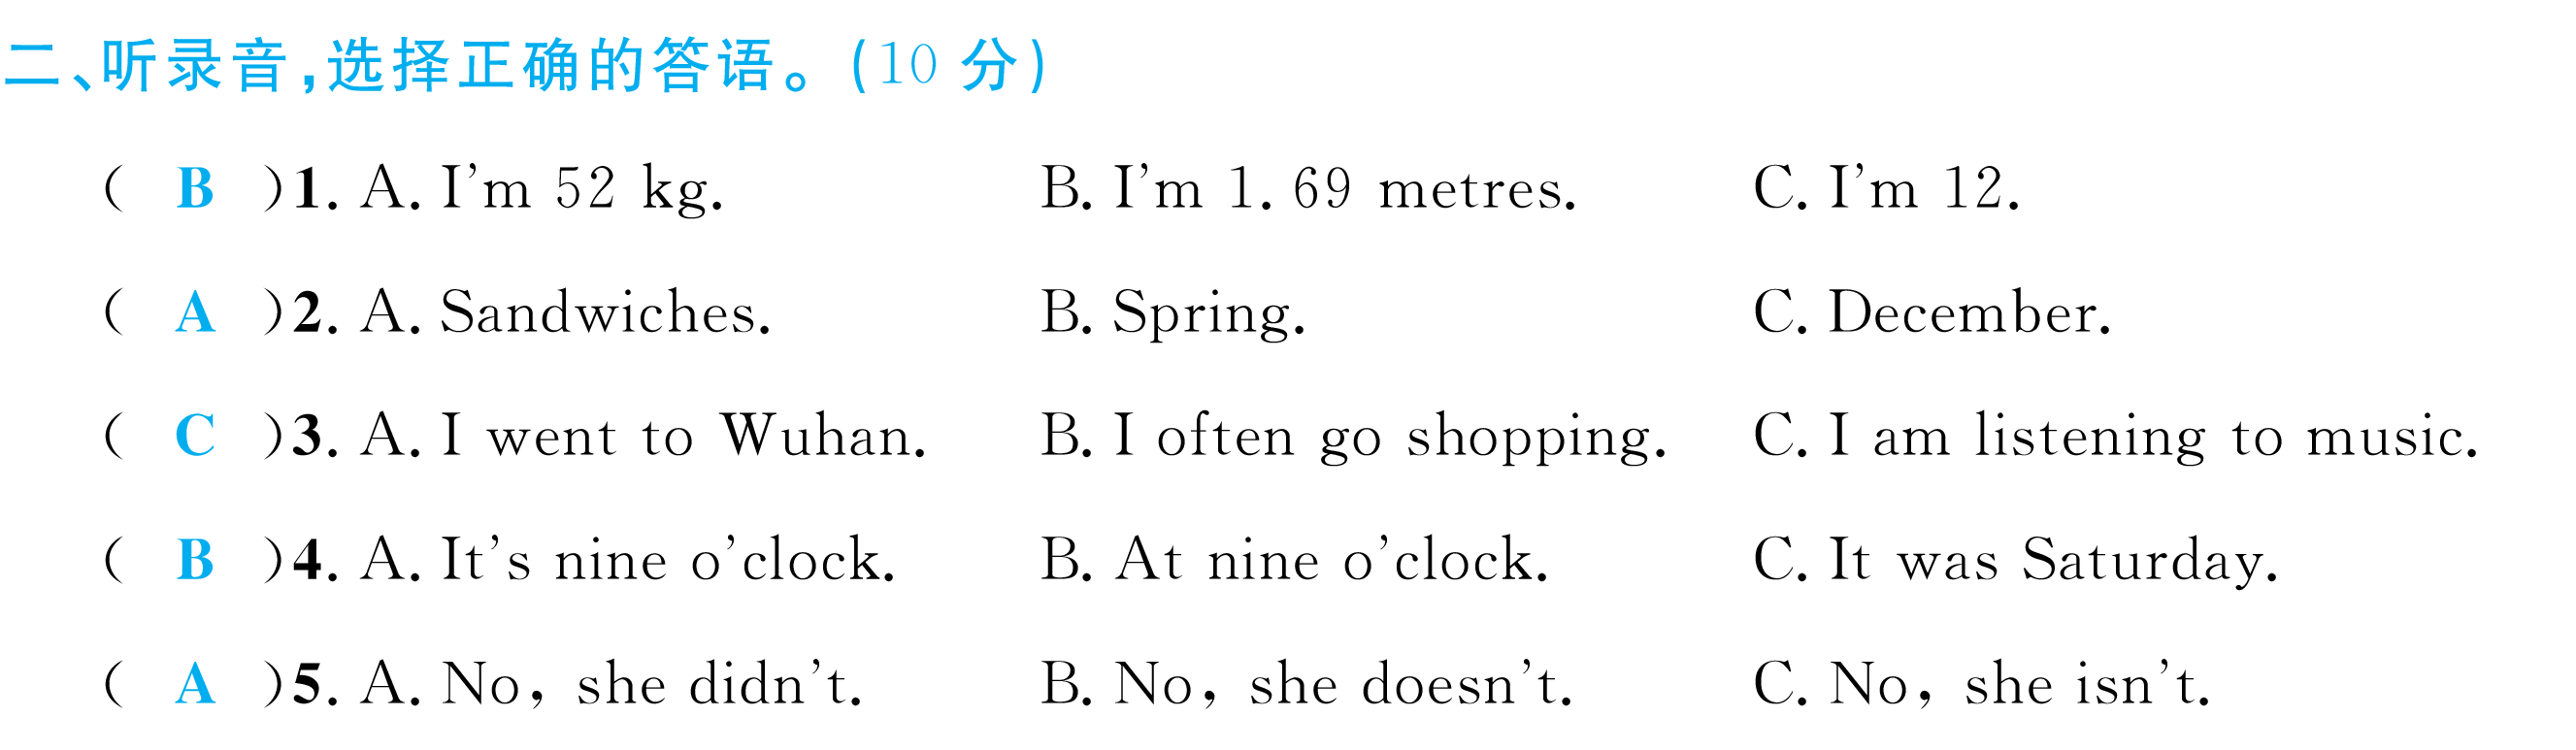 二、听录音,选择正确的答语。(10 分)
( B )1. A. I'm 52 kg. B. I'm 1. 69 metres. C. I'm 12.
( A )2. A. Sandwiches. B. Spring. C. December.
( C )3. A. I went to Wuhan. B. I often go shopping. C. I am listening to music.
( B )4. A. It's nine o'clock. B. At nine o'clock. C. It was Saturday.
( A )5. A. No, she didn't. B. No, she doesn't. C. No, she isn't.